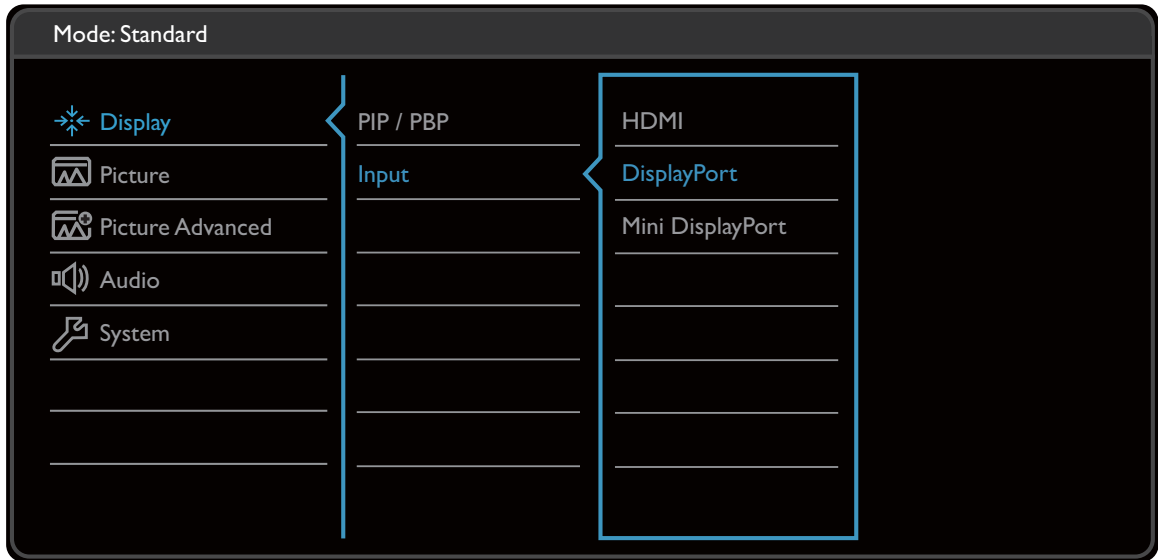 Mode: Standard
Display
PIP / PBP
HDMI
Picture
Input
DisplayPort
Picture Advanced
Mini DisplayPort
Audio
System